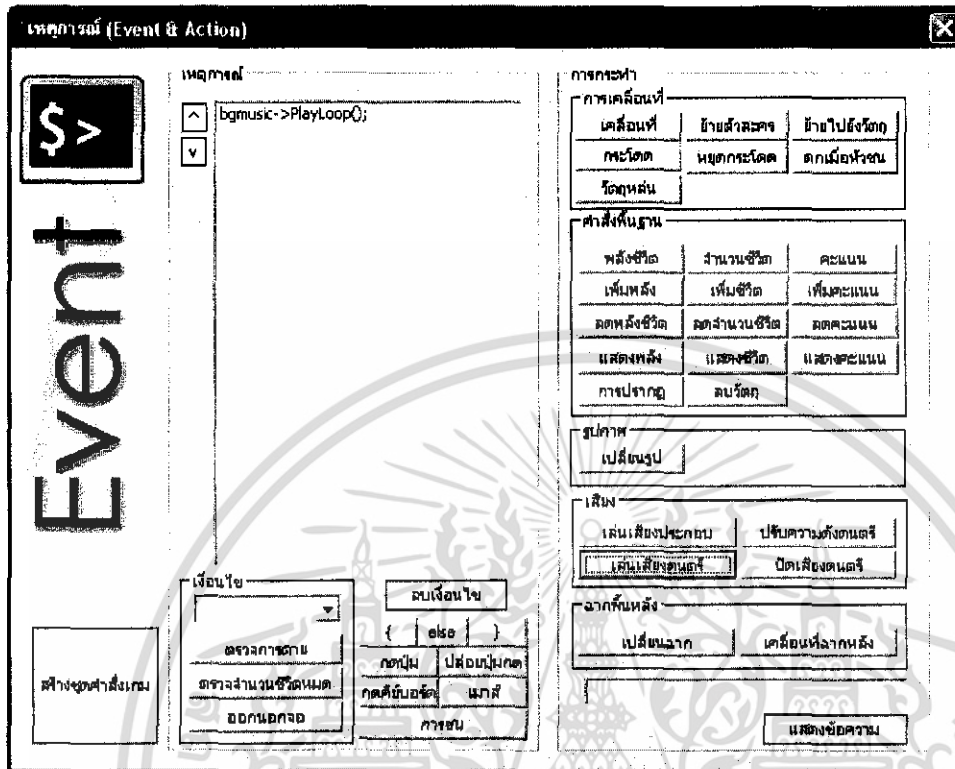 เหตุการณ์ (Event & Action)
$>
Event
สร้างชุดคำสั่งเกม
เหตุการณ์
^
v
bgmusic->PlayLoop();
เงื่อนไข
ตรวจการตาย
ตรวจจำนวนชีวิตหมด
ออกนอกจอ
ลบเงื่อนไข
{ else }
กดปุ่ม ปล่อยปุ่มกด
กดคีย์บอร์ด เมาส์
การชน
การกระทำ
การเคลื่อนที่
เคลื่อนที่ ย้ายตัวละคร ย้ายไปยังวัตถุ
กระโดด หยุดกระโดด ตกเมื่อหัวชน
วัตถุหล่น
คำสั่งพื้นฐาน
พลังชีวิต จำนวนชีวิต คะแนน
เพิ่มพลัง เพิ่มชีวิต เพิ่มคะแนน
ลดพลังชีวิต ลดจำนวนชีวิต ลดคะแนน
แสดงพลัง แสดงชีวิต แสดงคะแนน
การปรากฏ ลบวัตถุ
รูปภาพ
เปลี่ยนรูป
เสียง
เล่นเสียงประกอบ ปรับความดังดนตรี
เล่นเสียงดนตรี ปิดเสียงดนตรี
ฉากพื้นหลัง
เปลี่ยนฉาก เคลื่อนที่ฉากหลัง
แสดงข้อความ